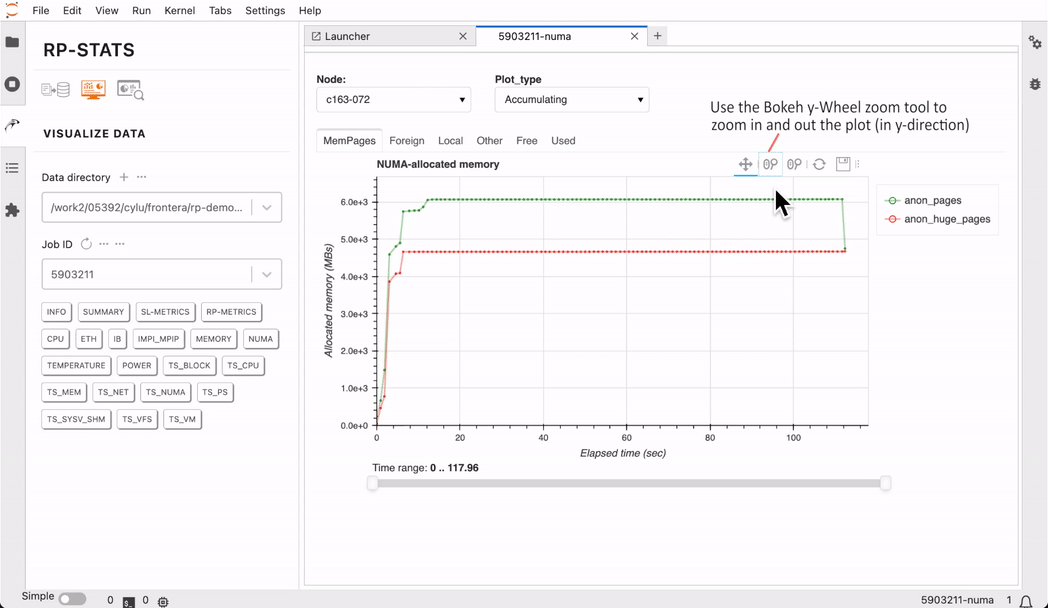 File Edit View Run Kernel Tabs Settings Help
RP-STATS
VISUALIZE DATA
Data directory
/work2/05392/cylu/frontera/rp-demo...
Job ID
5903211
INFO SUMMARY SL-METRICS RP-METRICS
CPU ETH IB IMPI_MPIP MEMORY NUMA
TEMPERATURE POWER TS_BLOCK TS_CPU
TS_MEM TS_NET TS_NUMA TS_PS
TS_SYSV_SHM TS_VFS TS_VM
Launcher
5903211-numa
Node:
c163-072
Plot_type
Accumulating
Use the Bokeh y-Wheel zoom tool to
zoom in and out the plot (in y-direction)
MemPages Foreign Local Other Free Used
NUMA-allocated memory
anon_pages
anon_huge_pages
Allocated memory (MBs)
6.0e+3
5.0e+3
4.0e+3
3.0e+3
2.0e+3
1.0e+3
0.0e+0
0 20 40 60 80 100
Elapsed time (sec)
Time range: 0 .. 117.96
Simple 0 0 5903211-numa 1